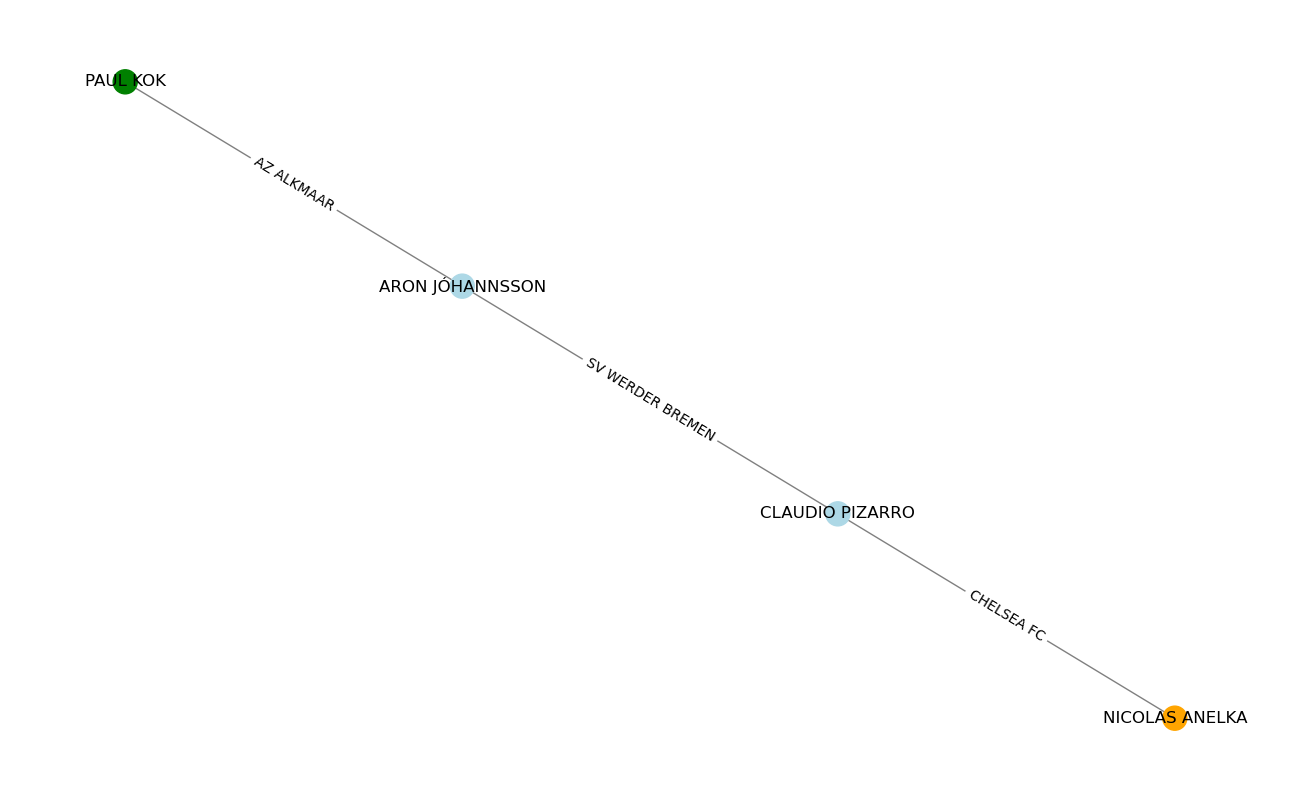 PAUL KOK
AZ ALKMAAR
ARON JÓHANNSSON
SV WERDER BREMEN
CLAUDIO PIZARRO
CHELSEA FC
NICOLAS ANELKA